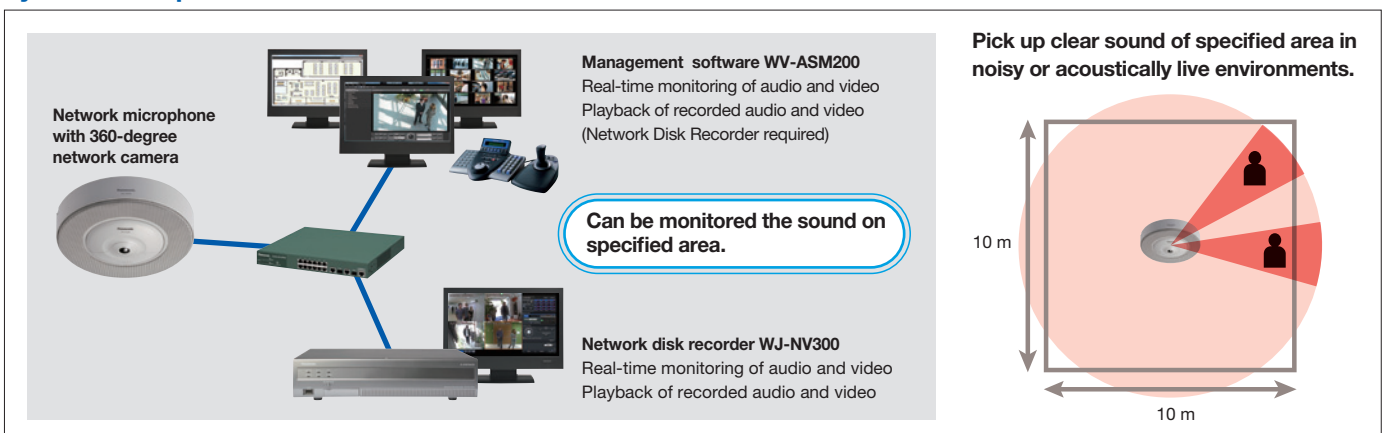 Network microphone
with 360-degree
network camera
Management software WV-ASM200
Real-time monitoring of audio and video
Playback of recorded audio and video
(Network Disk Recorder required)
Can be monitored the sound on
specified area.
Network disk recorder WJ-NV300
Real-time monitoring of audio and video
Playback of recorded audio and video
Pick up clear sound of specified area in
noisy or acoustically live environments.
10 m
10 m